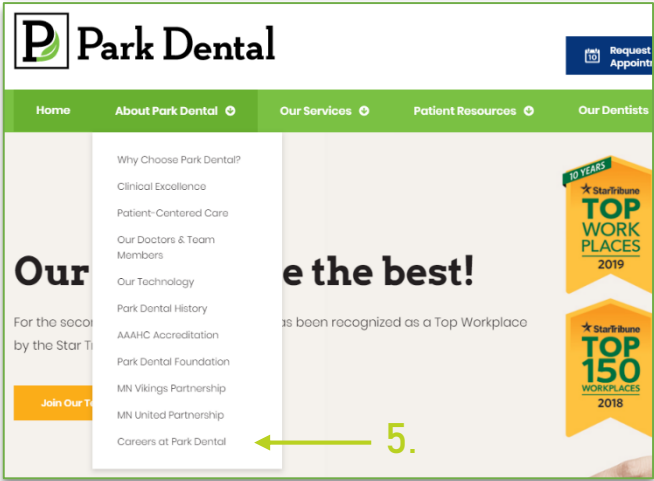 P Park Dental
10 Request
Appoint
Home About Park Dental Our Services Patient Resources Our Dentists
Why Choose Park Dental?
Clinical Excellence
Patient-Centered Care
Our Doctors & Team
Members
Our Technology
Park Dental History
AAAHC Accreditation
Park Dental Foundation
MN Vikings Partnership
MN United Partnership
Careers at Park Dental
5.
Our e the best!
For the seco as been recognized as a Top Workplace
by the Star T
Join Our T
10 YEARS
StarTribune
TOP
WORK
PLACES
2019
StarTribune
TOP
150
WORKPLACES
2018